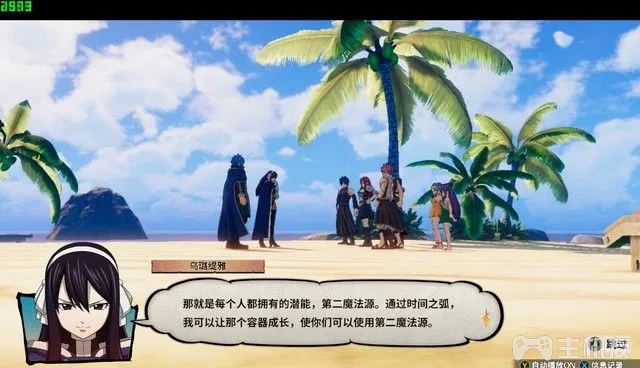 乌璐缇雅
那就是每个人都拥有的潜能，第二魔法源。通过时间之弧，
我可以让那个容器成长，使你们可以使用第二魔法源。
跳过
主机报
Y 自动播放ON X 信息记录